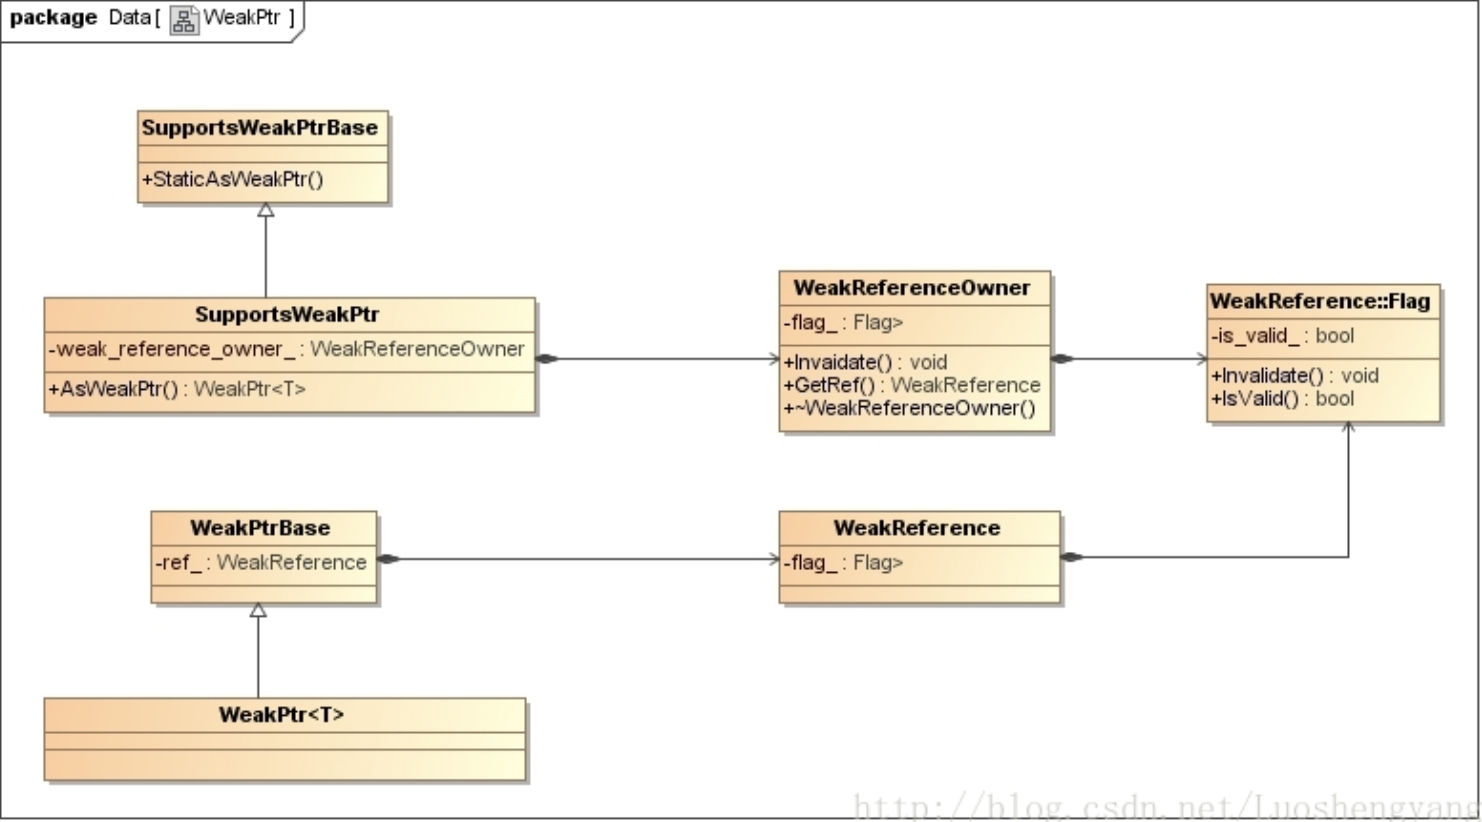 package Data[ WeakPtr ]
SupportsWeakPtrBase
+StaticAsWeakPtr()
SupportsWeakPtr
-weak_reference_owner_ : WeakReferenceOwner
+AsWeakPtr() : WeakPtr<T>
WeakReferenceOwner
-flag_ : Flag>
+Invaidate() : void
+GetRef() : WeakReference
+~WeakReferenceOwner()
WeakReference::Flag
-is_valid_ : bool
+Invalidate() : void
+IsValid() : bool
WeakPtrBase
-ref_ : WeakReference
WeakReference
-flag_ : Flag>
WeakPtr<T>
http://blog.csdn.net/Luoshengyang